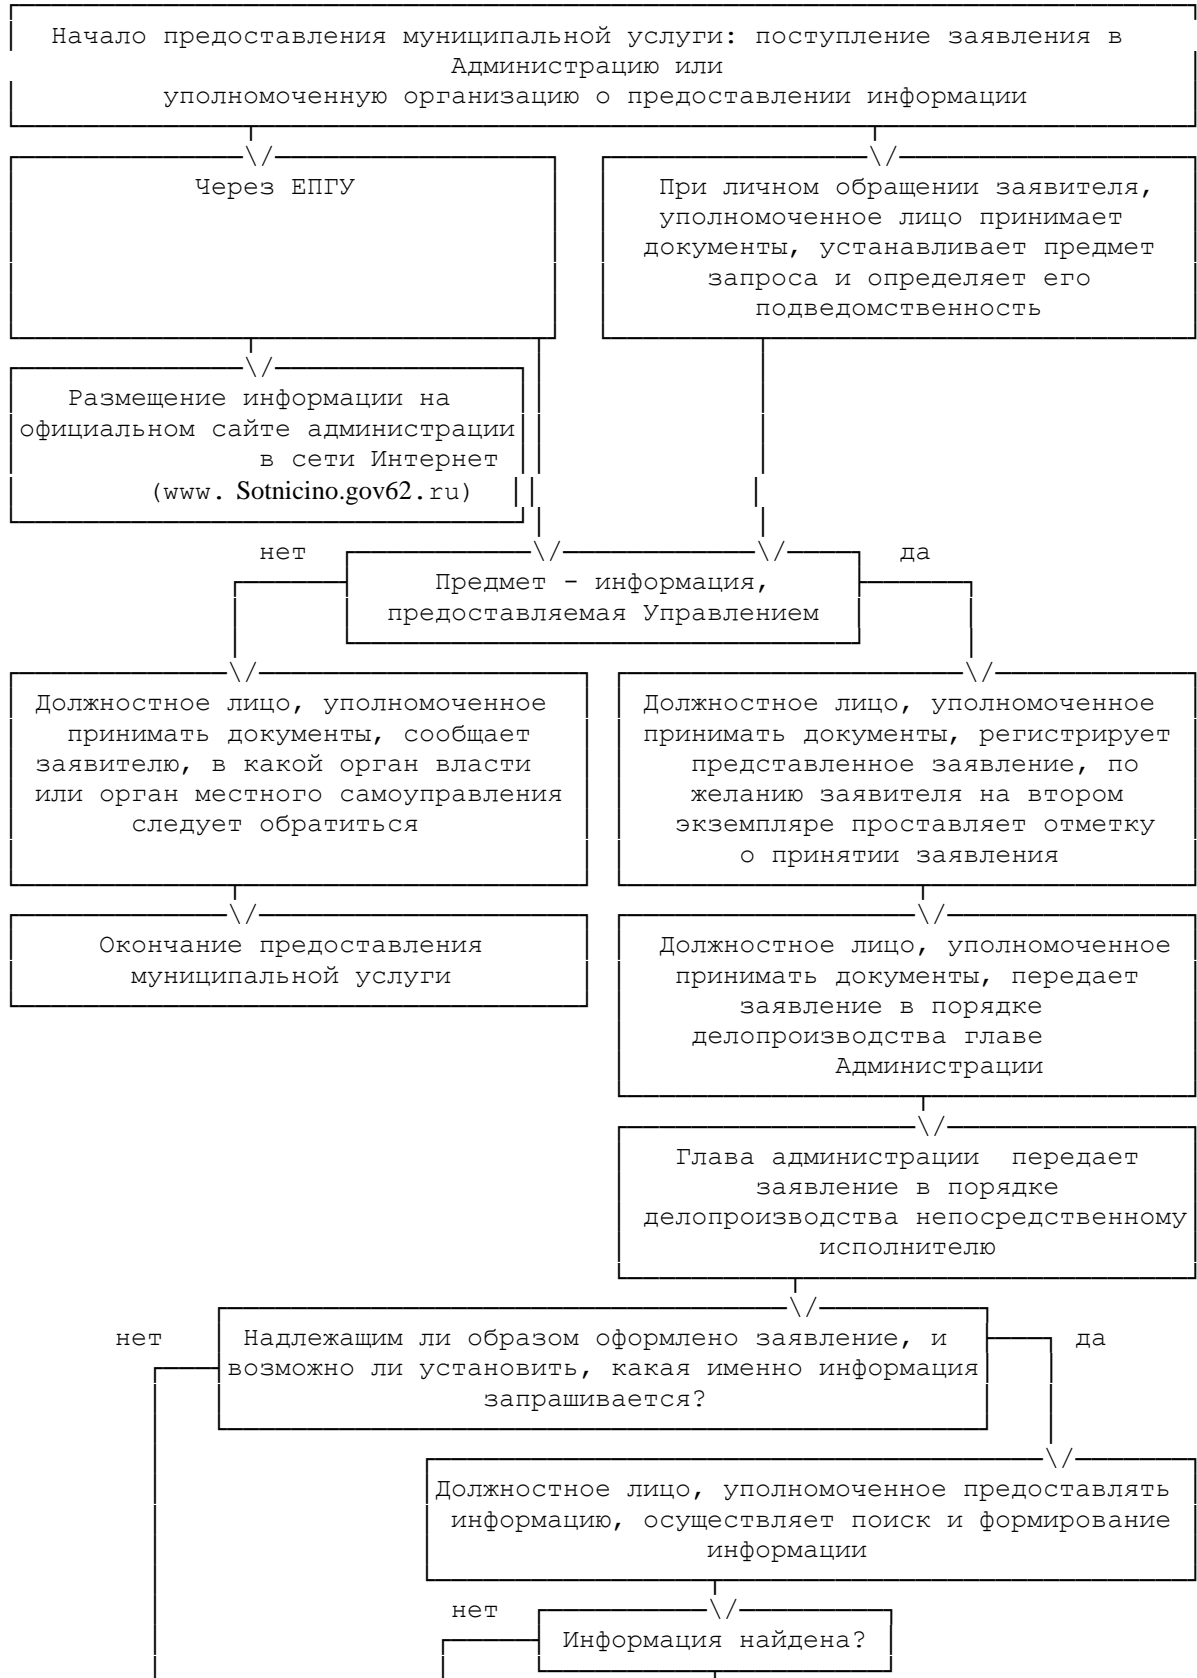 Начало предоставления муниципальной услуги: поступление заявления в
Администрацию или
уполномоченную организацию о предоставлении информации
Через ЕПГУ
При личном обращении заявителя,
уполномоченное лицо принимает
документы, устанавливает предмет
запроса и определяет его
подведомственность
Размещение информации на
официальном сайте администрации
в сети Интернет
(www. Sotnicino.gov62.ru)
нет
да
Предмет - информация,
предоставляемая Управлением
Должностное лицо, уполномоченное
принимать документы, сообщает
заявителю, в какой орган власти
или орган местного самоуправления
следует обратиться
Должностное лицо, уполномоченное
принимать документы, регистрирует
представленное заявление, по
желанию заявителя на втором
экземпляре проставляет отметку
о принятии заявления
Окончание предоставления
муниципальной услуги
Должностное лицо, уполномоченное
принимать документы, передает
заявление в порядке
делопроизводства главе
Администрации
Глава администрации передает
заявление в порядке
делопроизводства непосредственному
исполнителю
нет
Надлежащим ли образом оформлено заявление, и
возможно ли установить, какая именно информация
запрашивается?
да
Должностное лицо, уполномоченное предоставлять
информацию, осуществляет поиск и формирование
информации
нет
Информация найдена?